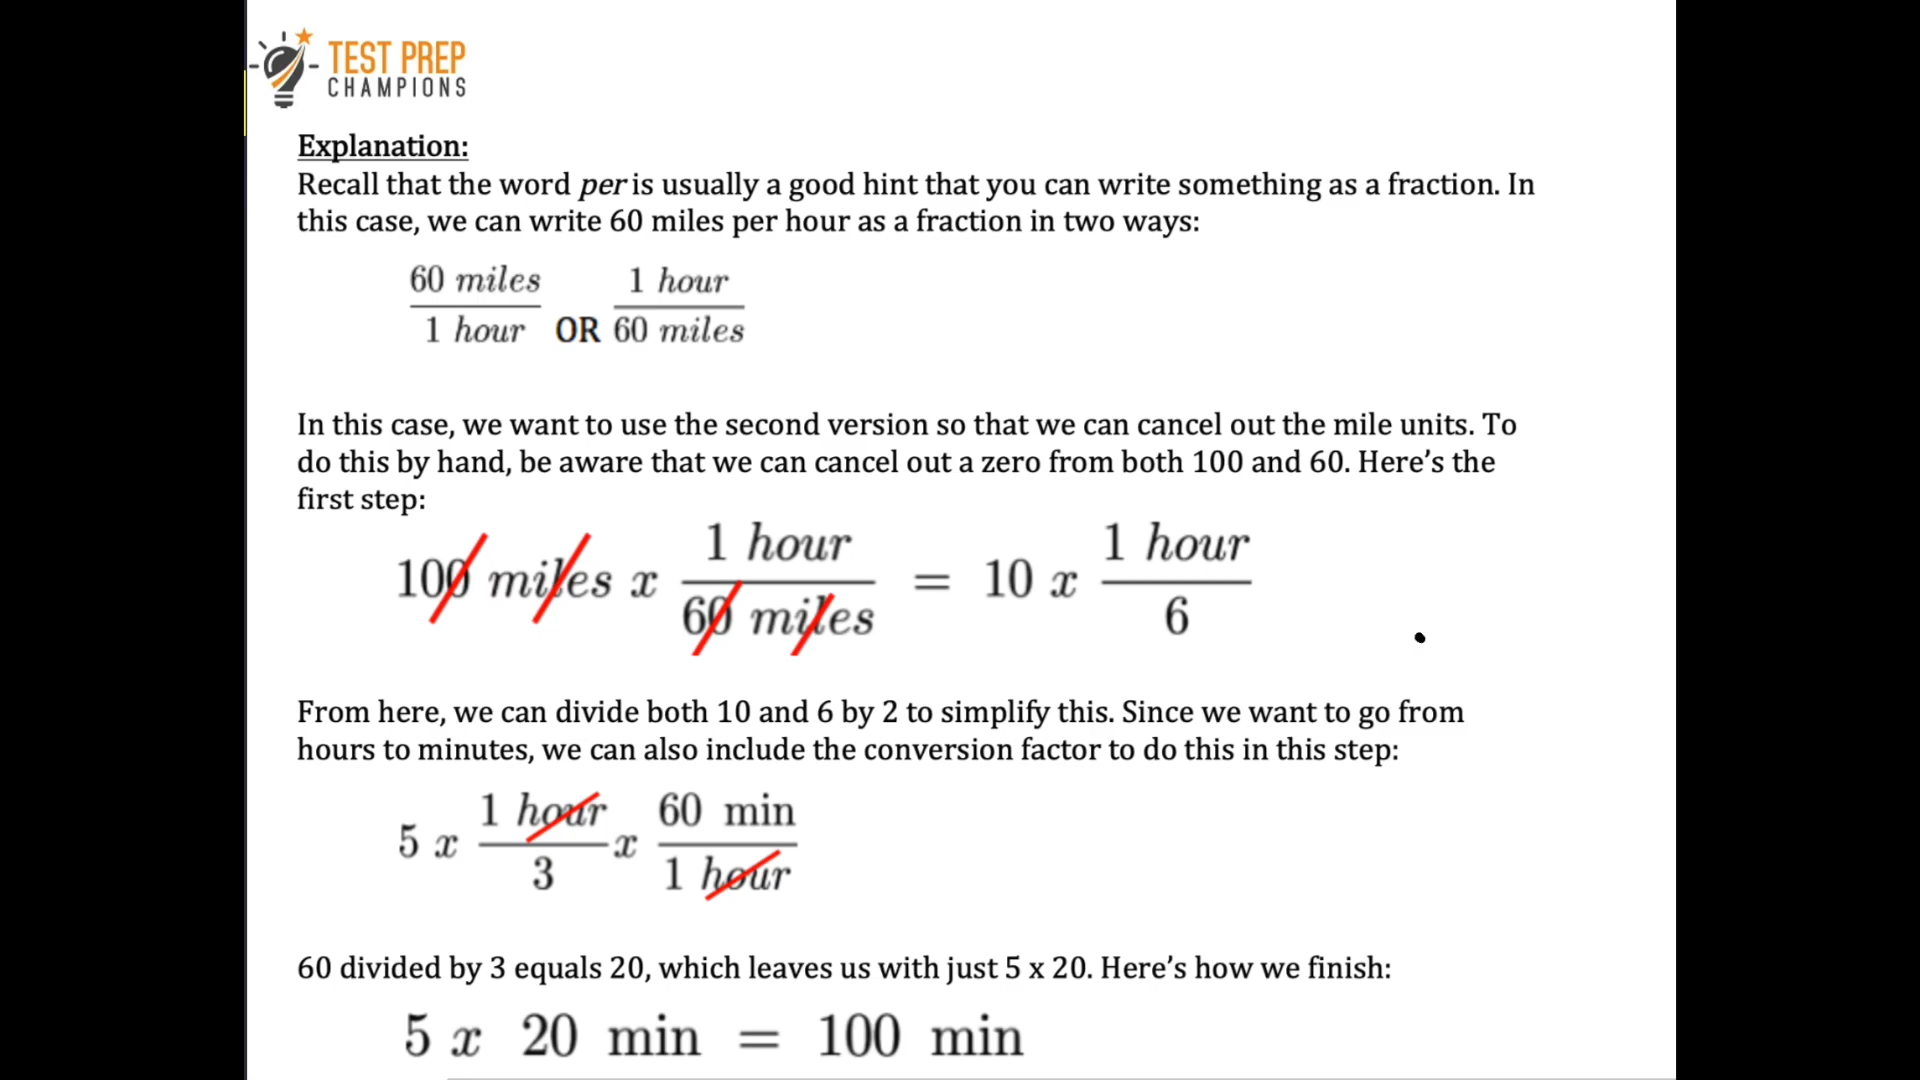 TEST PREP
CHAMPIONS
Explanation:
Recall that the word per is usually a good hint that you can write something as a fraction. In
this case, we can write 60 miles per hour as a fraction in two ways:
60 miles / 1 hour OR 1 hour / 60 miles
In this case, we want to use the second version so that we can cancel out the mile units. To
do this by hand, be aware that we can cancel out a zero from both 100 and 60. Here’s the
first step:
100 miles x 1 hour / 60 miles = 10 x 1 hour / 6
From here, we can divide both 10 and 6 by 2 to simplify this. Since we want to go from
hours to minutes, we can also include the conversion factor to do this in this step:
5 x 1 hour / 3 x 60 min / 1 hour
60 divided by 3 equals 20, which leaves us with just 5 x 20. Here’s how we finish:
5 x 20 min = 100 min